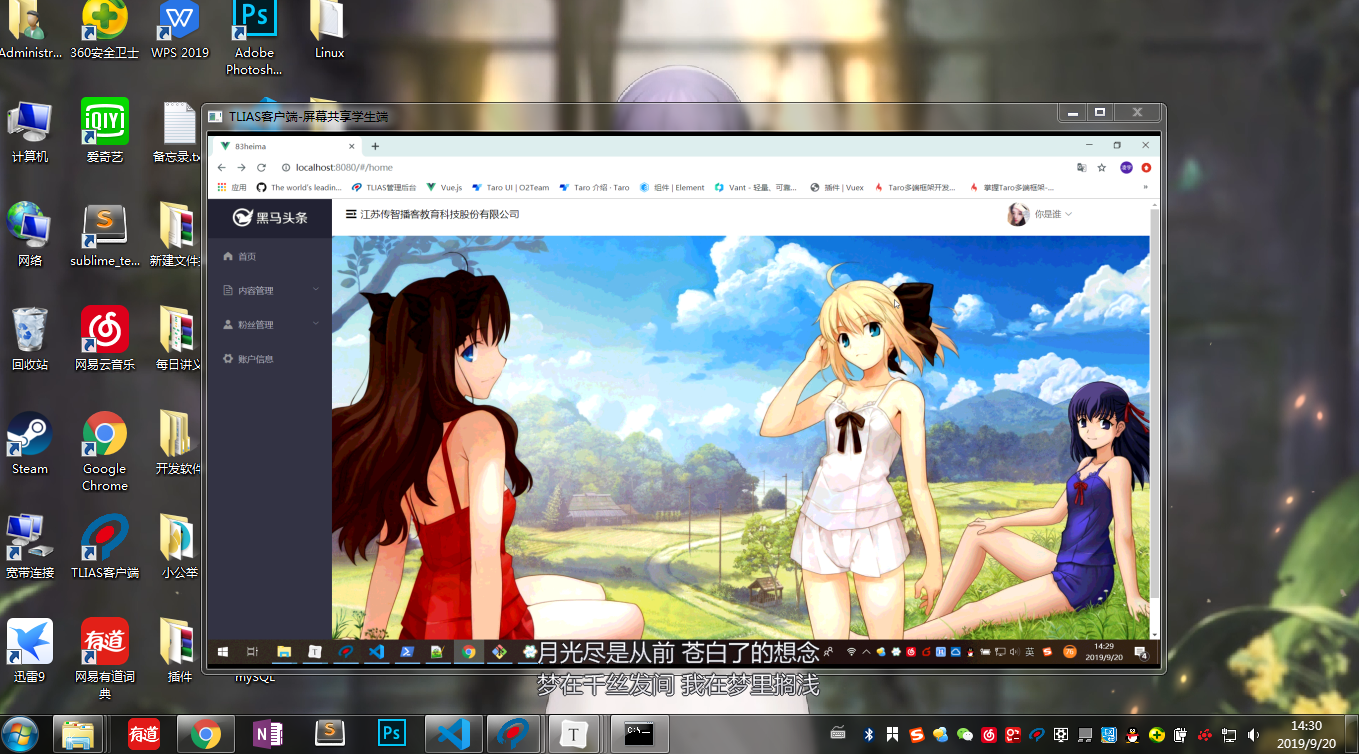 Administr...
360安全卫士
WPS 2019
Ps
Adobe
Photosh...
Linux
计算机
iQIYI
爱奇艺
备忘录.tx
网络
sublime_te...
新建文件
回收站
网易云音乐
每日讲义
Steam
Google
Chrome
开发软件
宽带连接
TLIAS客户端
小公举
迅雷9
有道
网易有道词
典
插件
mySQL
TLIAS客户端-屏幕共享学生端
83heima
localhost:8080/#/home
应用
The world's leadin...
TLIAS管理后台
Vue.js
Taro UI | O2Team
Taro 介绍 · Taro
组件 | Element
Vant - 轻量、可靠...
插件 | Vuex
Taro多端框架开发...
掌握Taro多端框架-...
黑马头条
江苏传智播客教育科技股份有限公司
你是谁
首页
内容管理
粉丝管理
账户信息
英
76
14:29
2019/9/20
4
月光尽是从前 苍白了的想念
梦在千丝发间 我在梦里搁浅
有道
Ps
T
14:30
2019/9/20